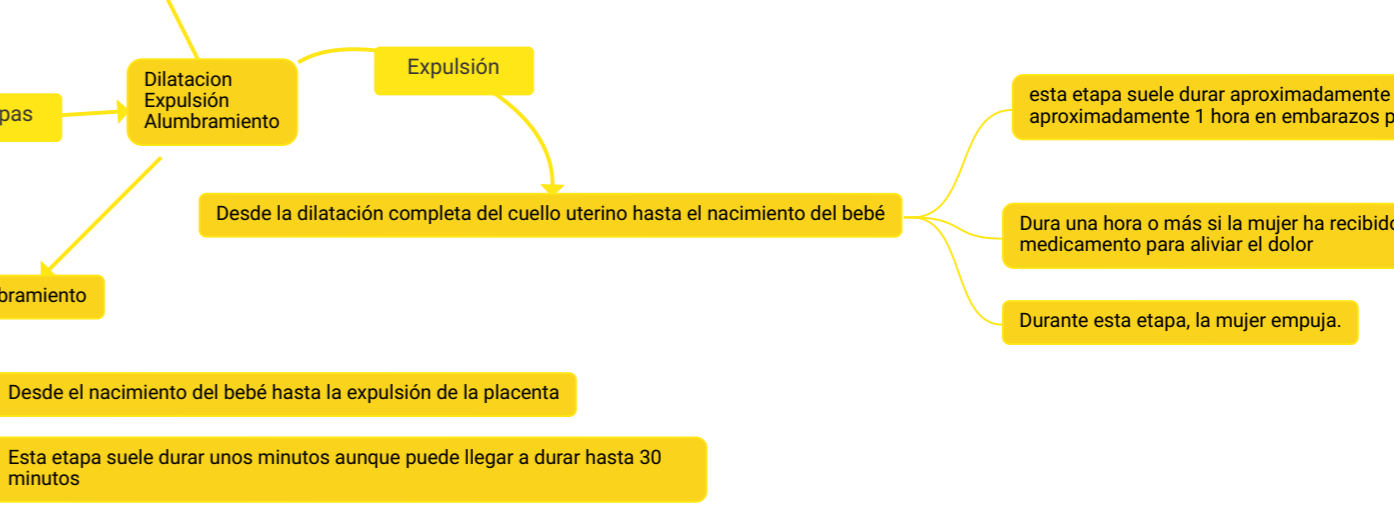 Expulsión
Dilatacion
Expulsión
Alumbramiento
pas
esta etapa suele durar aproximadamente
aproximadamente 1 hora en embarazos p
Desde la dilatación completa del cuello uterino hasta el nacimiento del bebé
Dura una hora o más si la mujer ha recibido
medicamento para aliviar el dolor
bramiento
Durante esta etapa, la mujer empuja.
Desde el nacimiento del bebé hasta la expulsión de la placenta
Esta etapa suele durar unos minutos aunque puede llegar a durar hasta 30
minutos